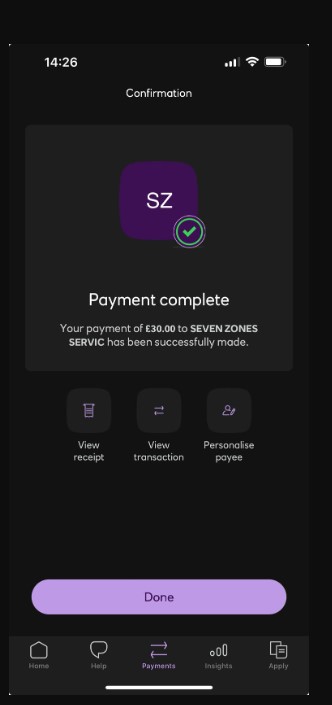 14:26
Confirmation
SZ
Payment complete
Your payment of £30.00 to SEVEN ZONES
SERVIC has been successfully made.
View
receipt
View
transaction
Personalise
payee
Done
Home
Help
Payments
Insights
Apply